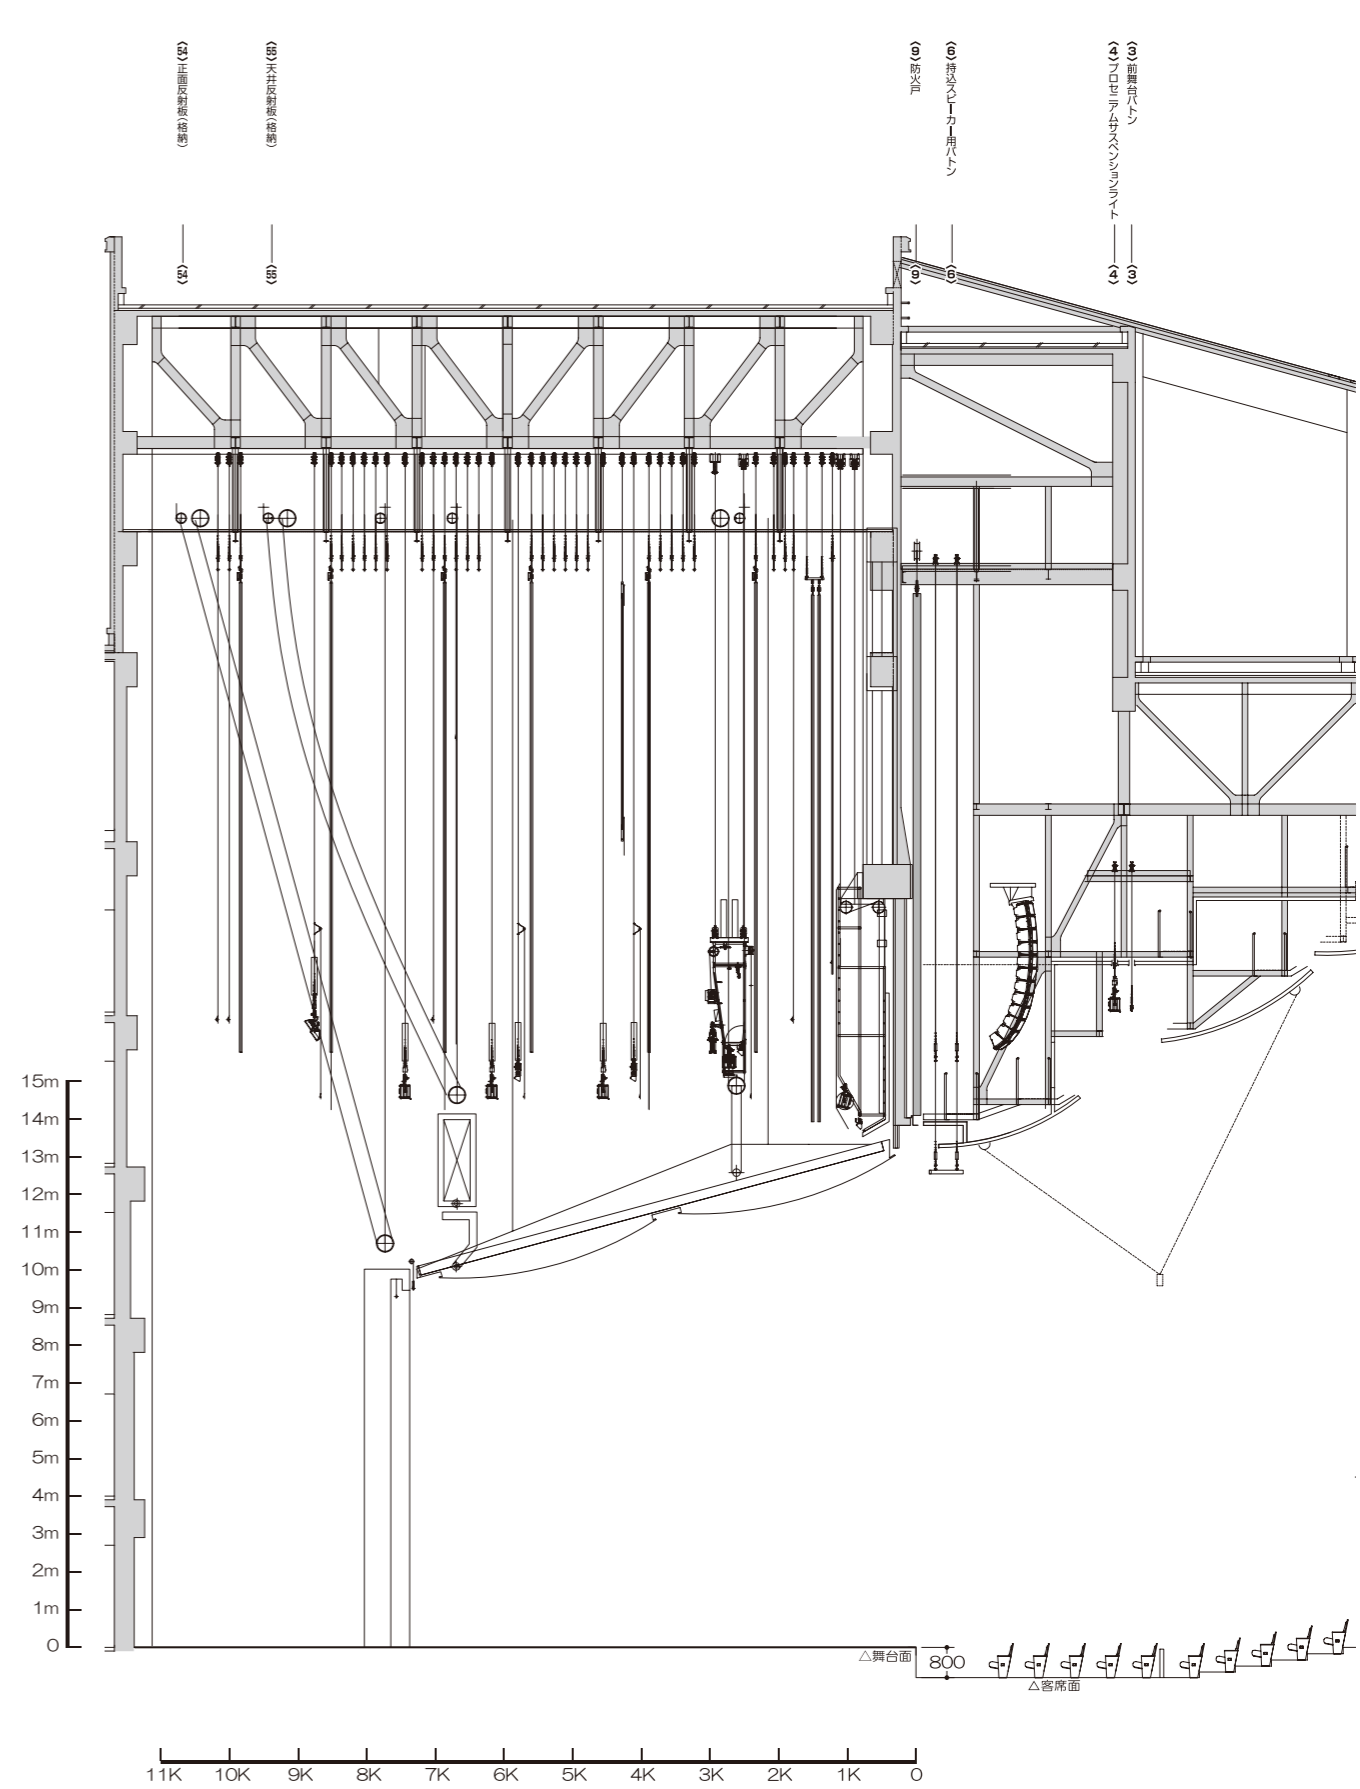 〈54〉正面反射板(格納)
〈55〉天井反射板(格納)
〈9〉防火戸
〈6〉持込スピーカー用バトン
〈4〉プロセニアムサスペンションライト
〈3〉前舞台バトン
〈54〉
〈55〉
〈9〉
〈6〉
〈4〉
〈3〉
15m
14m
13m
12m
11m
10m
9m
8m
7m
6m
5m
4m
3m
2m
1m
0
△舞台面
800
△客席面
11K 10K 9K 8K 7K 6K 5K 4K 3K 2K 1K 0